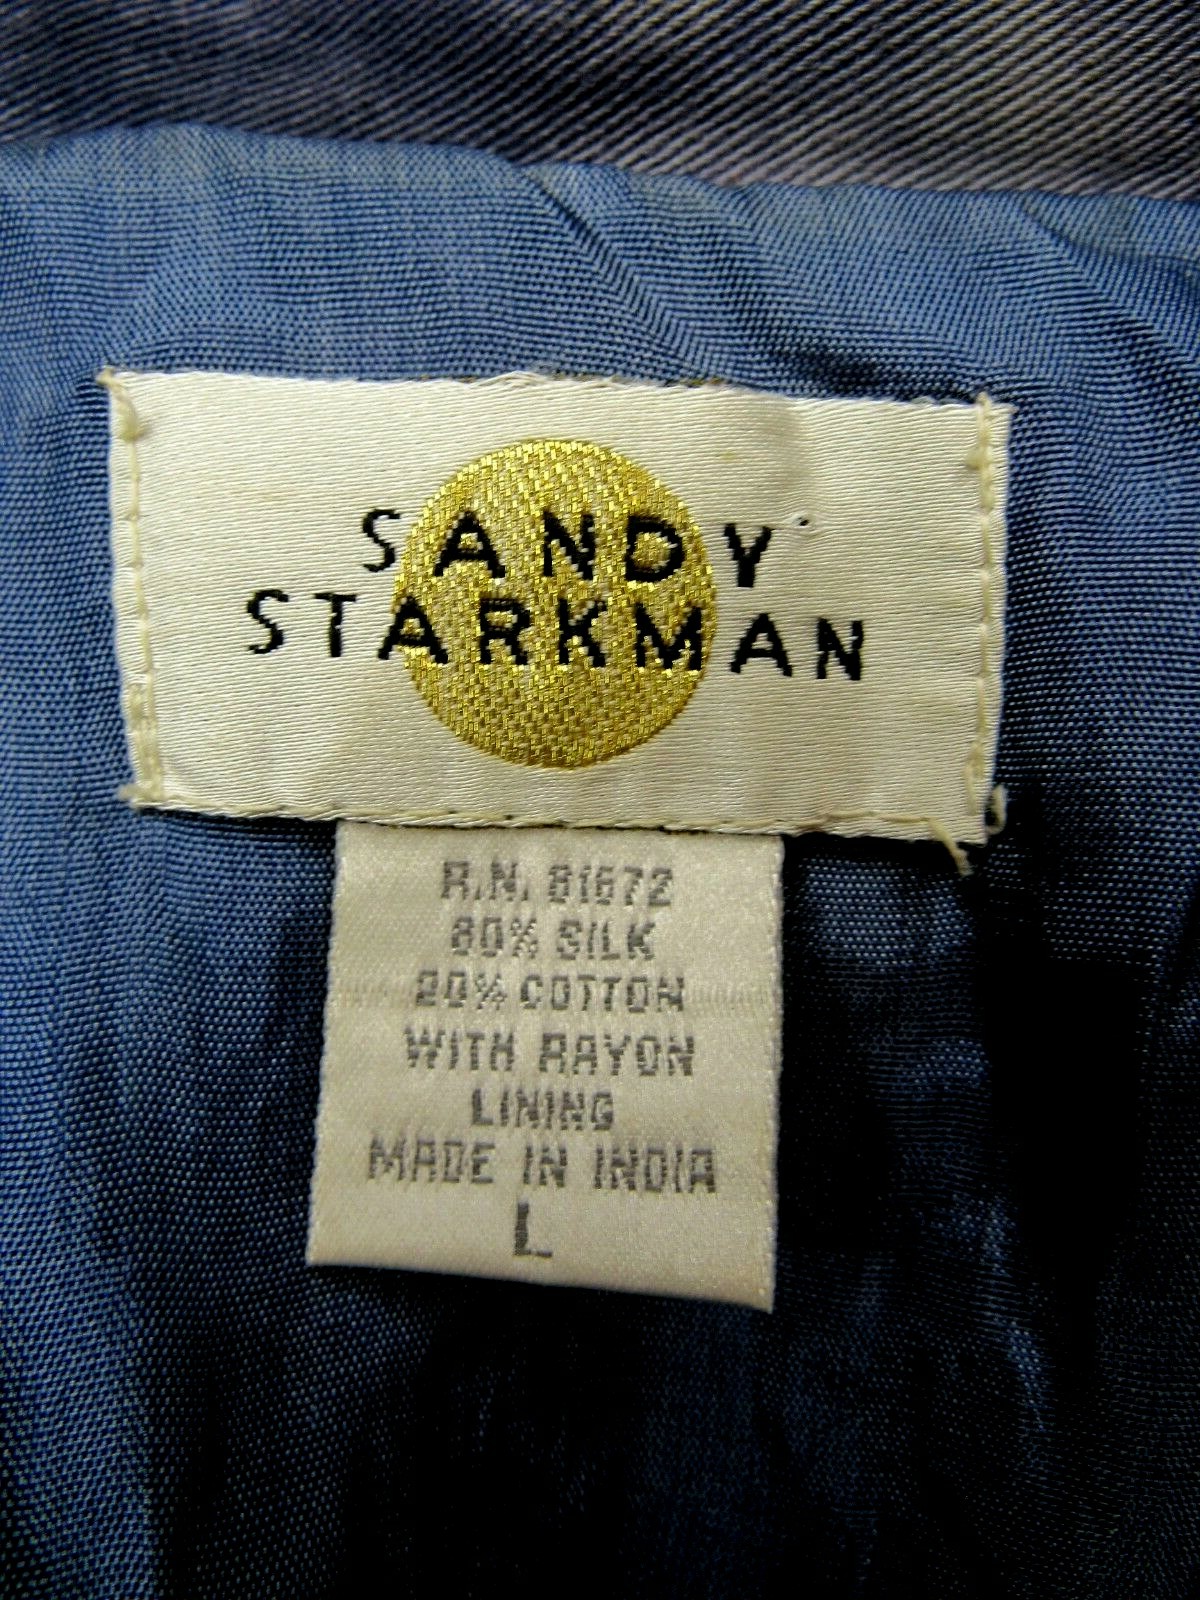 SANDY
STARKMAN
R.N. 81672
80% SILK
20% COTTON
WITH RAYON
LINING
MADE IN INDIA
L